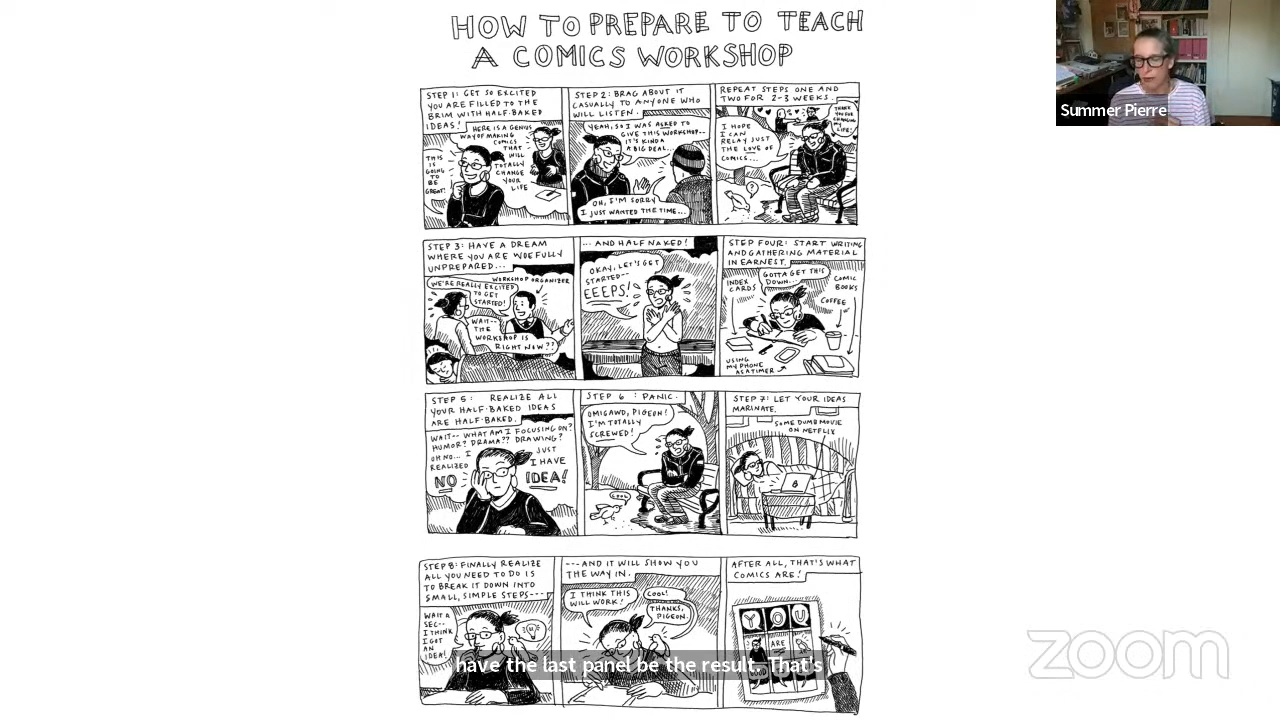 HOW TO PREPARE TO TEACH
A COMICS WORKSHOP
STEP 1: GET SO EXCITED
YOU ARE FILLED TO THE
BRIM WITH HALF-BAKED
IDEAS!
HERE IS A GENUS
WAY OF MAKING
COMICS
THAT
WILL
TOTALLY
CHANGE
YOUR
LIFE
THIS
IS
GOING
TO
BE
GREAT!
STEP 2: BRAG ABOUT IT
CASUALLY TO ANYONE WHO
WILL LISTEN.
YEAH, SO I WAS ASKED TO
GIVE THIS WORKSHOP--
IT'S KINDA
A BIG DEAL...
OH, I'M SORRY
I JUST WANTED THE TIME...
REPEAT STEPS ONE AND
TWO FOR 2-3 WEEKS.
I HOPE
I CAN
RELAY JUST
THE LOVE OF
COMICS...
THANK
YOU FOR
CHANGING
MY
LIFE!
?
STEP 3: HAVE A DREAM
WHERE YOU ARE WOEFULLY
UNPREPARED...
WORKSHOP ORGANIZER
WE'RE REALLY EXCITED
TO GET
STARTED!
WAIT--
THE
WORKSHOP IS
RIGHT NOW??
... AND HALF NAKED!
OKAY, LET'S GET
STARTED--
EEEPS!
STEP FOUR: START WRITING
AND GATHERING MATERIAL
IN EARNEST.
GOTTA GET THIS
DOWN...
INDEX
CARDS
COMIC
BOOKS
COFFEE
USING
MY PHONE
AS A TIMER
STEP 5: REALIZE ALL
YOUR HALF-BAKED IDEAS
ARE HALF-BAKED.
WAIT-- WHAT AM I FOCUSING ON?
HUMOR? DRAMA?? DRAWING?
OH NO... I JUST
REALIZED I HAVE
NO IDEA!
STEP 6: PANIC.
OMIGAWD, PIGEON!
I'M TOTALLY
SCREWED!
COOL
STEP 7: LET YOUR IDEAS
MARINATE.
SOME DUMB MOVIE
ON NETFLIX
STEP 8: FINALLY REALIZE
ALL YOU NEED TO DO IS
TO BREAK IT DOWN INTO
SMALL, SIMPLE STEPS---
WAIT A
SEC--
I THINK
I GOT
AN
IDEA!
---AND IT WILL SHOW YOU
THE WAY IN.
I THINK THIS
WILL WORK!
COOL!
THANKS,
PIGEON.
AFTER ALL, THAT'S WHAT
COMICS ARE!
YOU
ARE
have the last panel be the result. That's
Summer Pierre
zoom